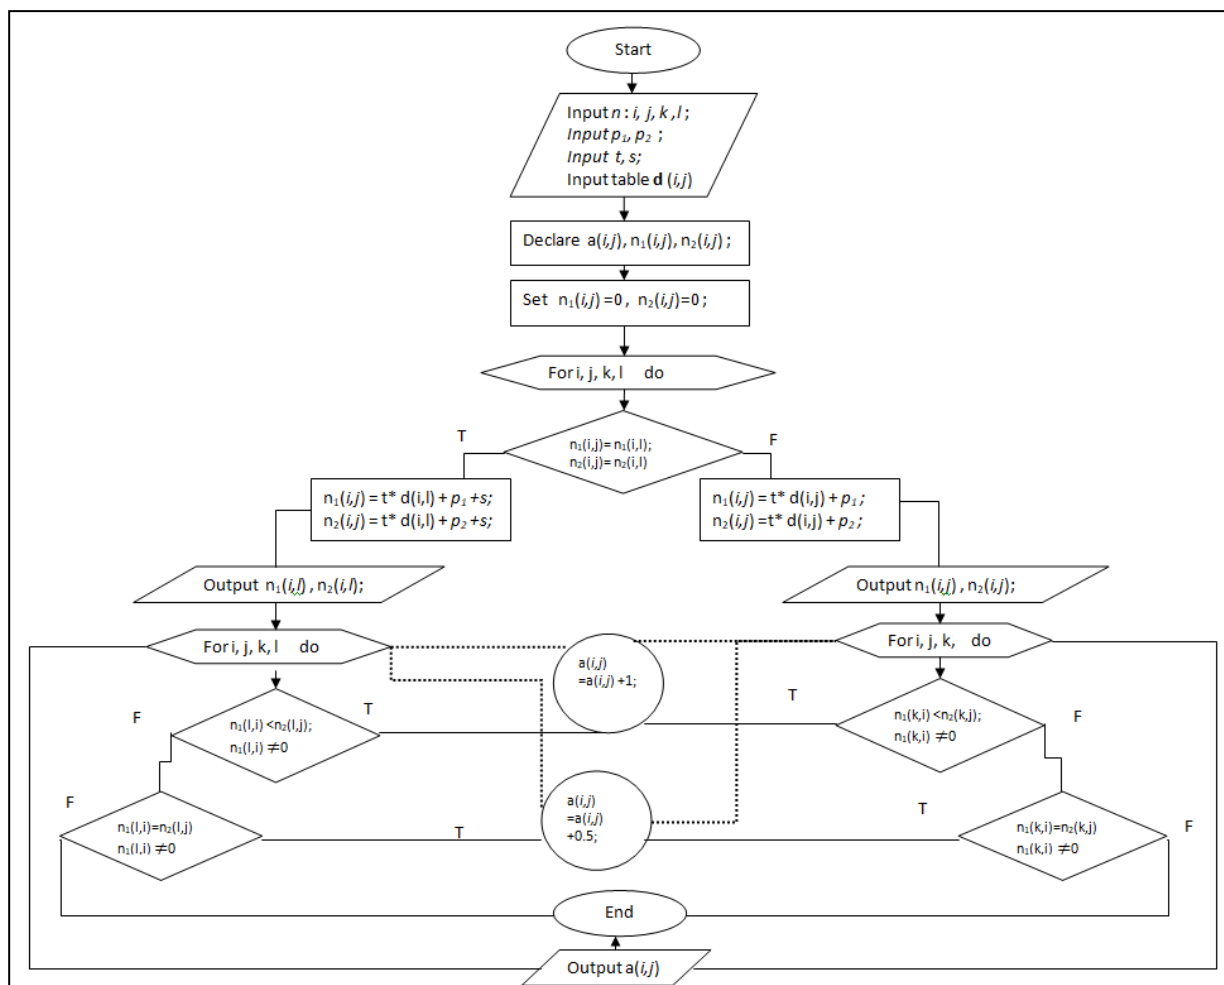 Start
Input n : i, j, k ,l ;
Input p₁, p₂ ;
Input t, s;
Input table d (i,j)
Declare a(i,j), n₁(i,j), n₂(i,j) ;
Set n₁(i,j) =0 , n₂(i,j)=0 ;
For i, j, k, l do
T
F
n₁(i,j)= n₁(i,l);
n₂(i,j)= n₂(i,l)
n₁(i,j) = t* d(i,l) + p₁ +s;
n₂(i,j) = t* d(i,l) + p₂ +s;
n₁(i,j) = t* d(i,j) + p₁ ;
n₂(i,j) =t* d(i,j) + p₂ ;
Output n₁(i,l) , n₂(i,l);
Output n₁(i,j) , n₂(i,j);
For i, j, k, l do
For i, j, k, do
a(i,j)
=a(i,j) +1;
F
T
n₁(l,i) <n₂(l,j);
n₁(l,i) ≠0
T
F
n₁(k,i) <n₂(k,j);
n₁(k,i) ≠0
F
T
n₁(l,i)=n₂(l,j)
n₁(l,i) ≠0
a(i,j)
=a(i,j)
+0.5;
T
F
n₁(k,i)=n₂(k,j)
n₁(k,i) ≠0
End
Output a(i,j)